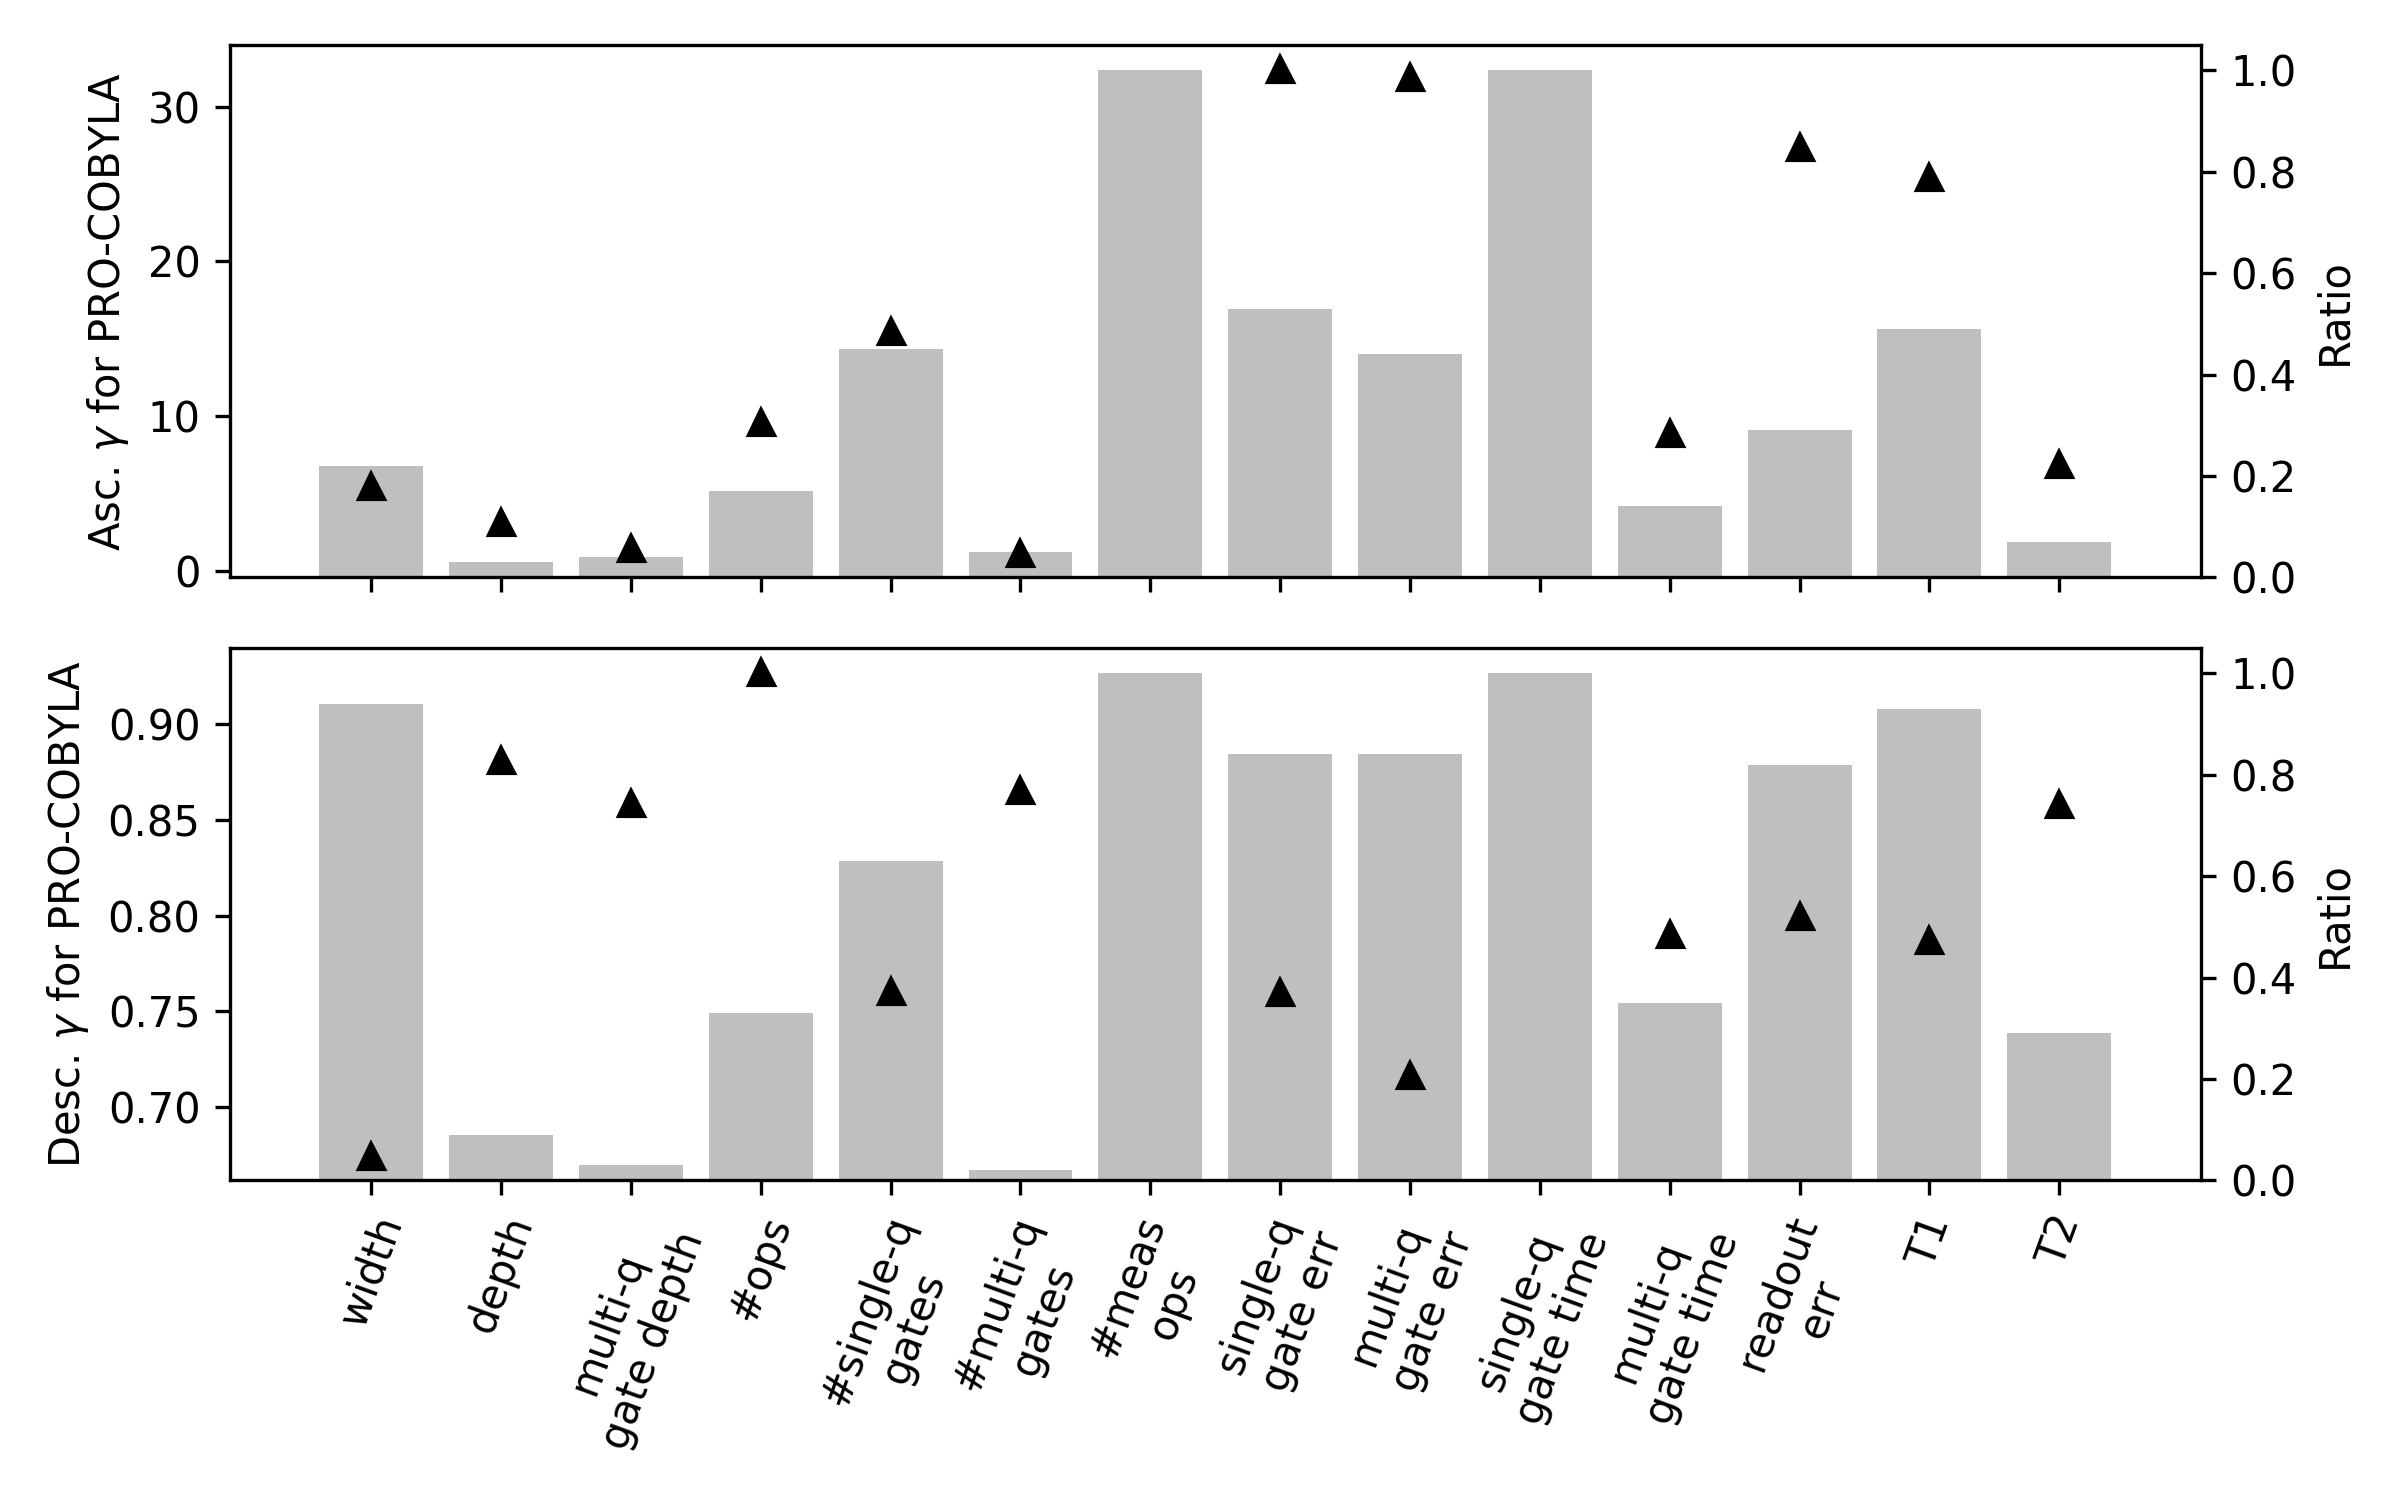 Asc. γ for PRO-COBYLA
30
20
10
0
1.0
0.8
0.6
0.4
0.2
0.0
Ratio
Desc. γ for PRO-COBYLA
0.90
0.85
0.80
0.75
0.70
1.0
0.8
0.6
0.4
0.2
0.0
Ratio
width
depth
multi-q
gate depth
#ops
#single-q
gates
#multi-q
gates
#meas
ops
single-q
gate err
multi-q
gate err
single-q
gate time
multi-q
gate time
readout
err
T1
T2